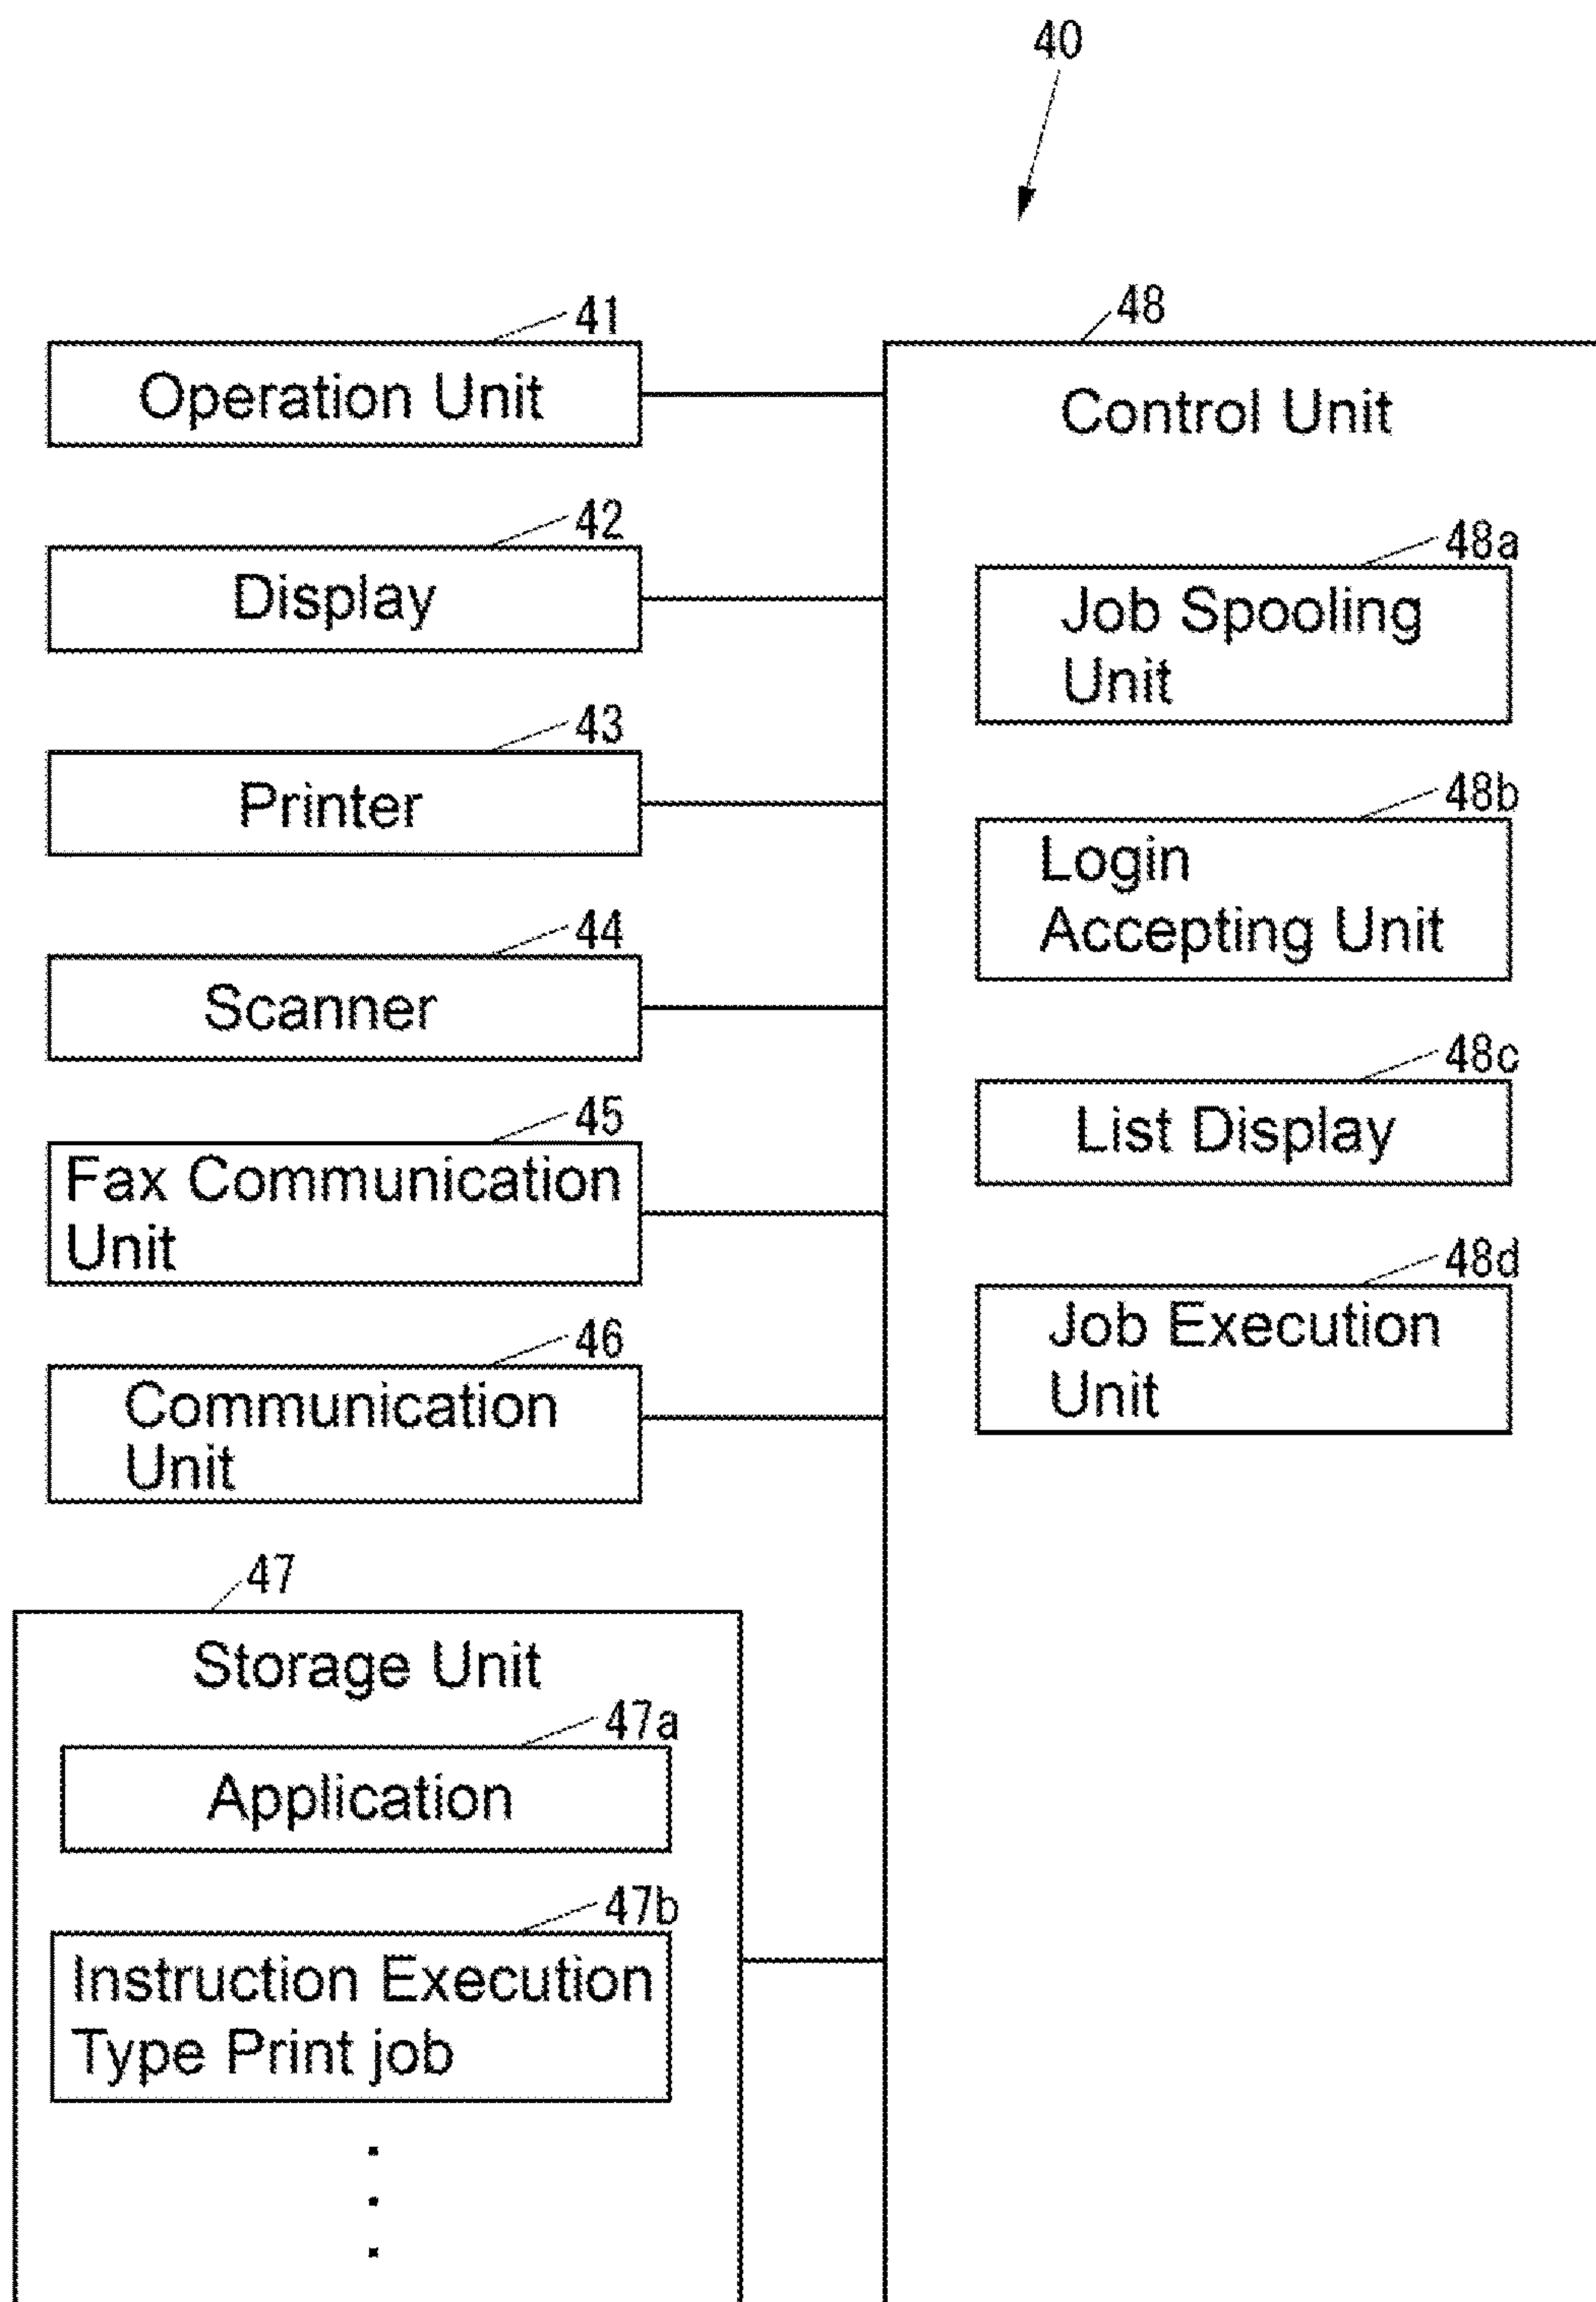 40
41
Operation Unit
42
Display
43
Printer
44
Scanner
45
Fax Communication
Unit
46
Communication
Unit
47
Storage Unit
47a
Application
47b
Instruction Execution
Type Print job
48
Control Unit
48a
Job Spooling
Unit
48b
Login
Accepting Unit
48c
List Display
48d
Job Execution
Unit